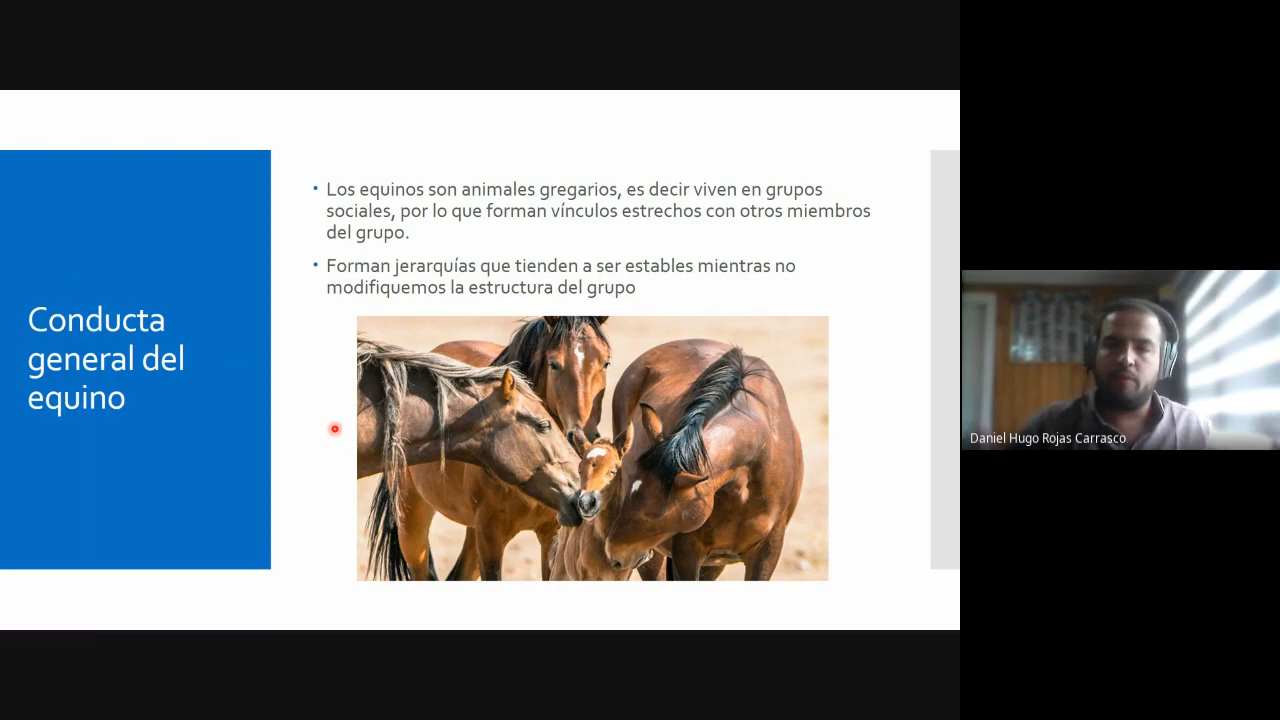 Conducta
general del
equino
• Los equinos son animales gregarios, es decir viven en grupos
sociales, por lo que forman vínculos estrechos con otros miembros
del grupo.
• Forman jerarquías que tienden a ser estables mientras no
modifiquemos la estructura del grupo
Daniel Hugo Rojas Carrasco